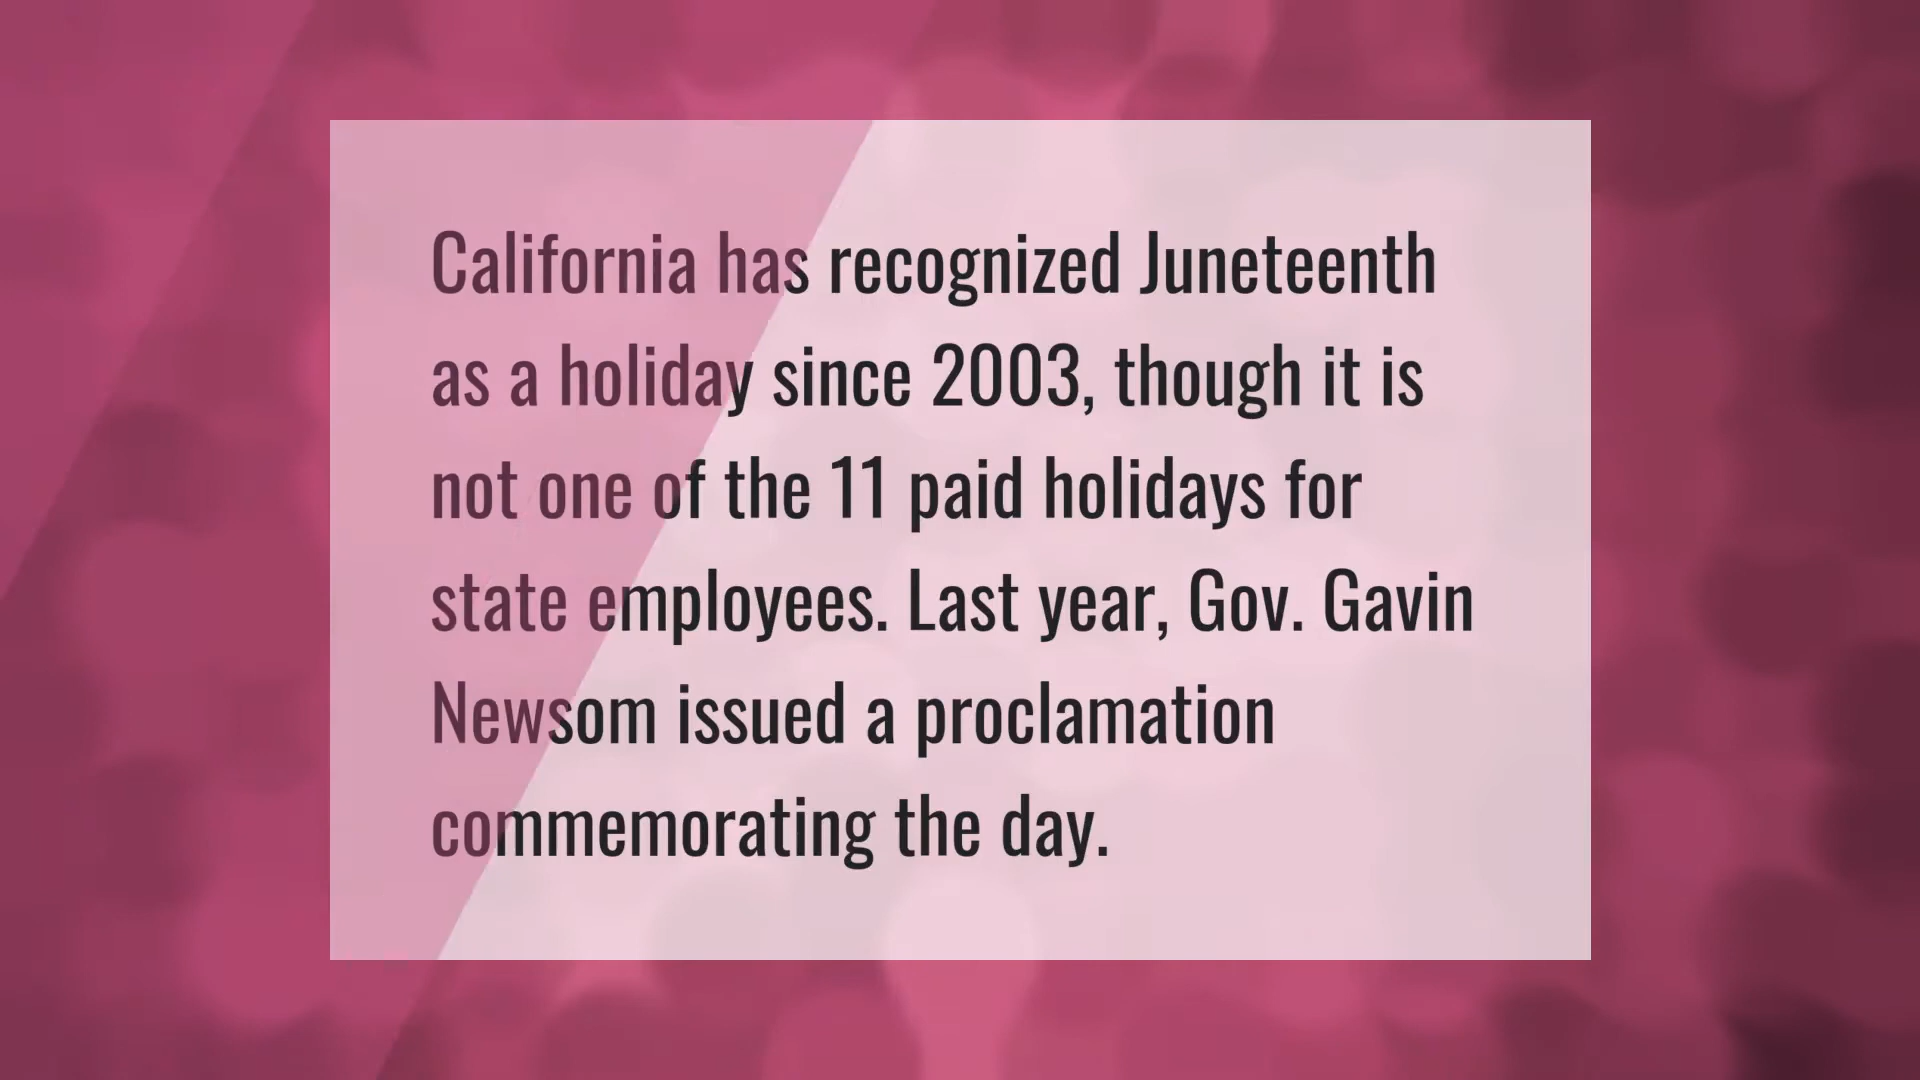 California has recognized Juneteenth
as a holiday since 2003, though it is
not one of the 11 paid holidays for
state employees. Last year, Gov. Gavin
Newsom issued a proclamation
commemorating the day.